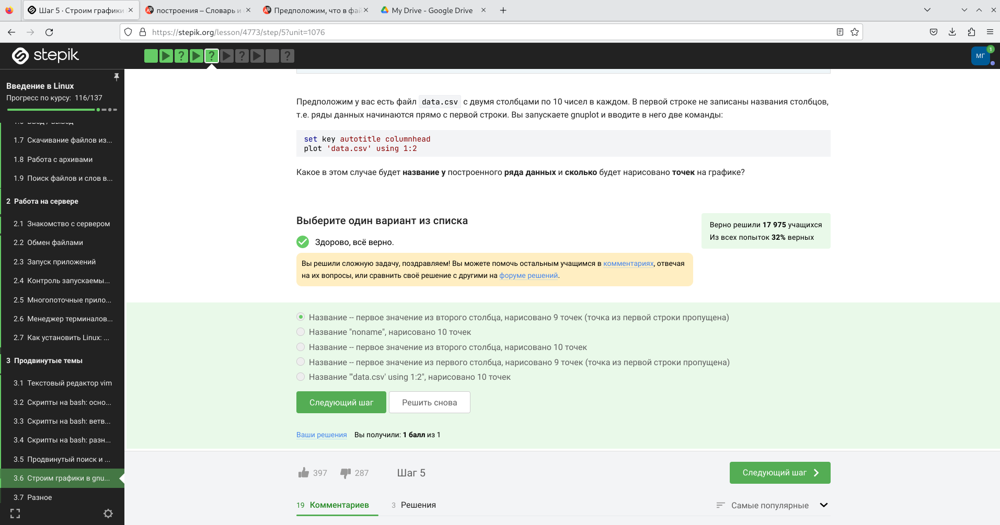 Шаг 5 · Строим графики
построения – Словарь и
Предположим, что в фай
My Drive - Google Drive
https://stepik.org/lesson/4773/step/5?unit=1076
stepik
МГ
1
Введение в Linux
Прогресс по курсу: 116/137
1.6 Ввод / Вывод
1.7 Скачивание файлов из...
1.8 Работа с архивами
1.9 Поиск файлов и слов в...
2 Работа на сервере
2.1 Знакомство с сервером
2.2 Обмен файлами
2.3 Запуск приложений
2.4 Контроль запускаемы...
2.5 Многопоточные прило...
2.6 Менеджер терминалов...
2.7 Как установить Linux: ...
3 Продвинутые темы
3.1 Текстовый редактор vim
3.2 Скрипты на bash: осно...
3.3 Скрипты на bash: ветв...
3.4 Скрипты на bash: разн...
3.5 Продвинутый поиск и ...
3.6 Строим графики в gnu...
3.7 Разное
Предположим у вас есть файл data.csv с двумя столбцами по 10 чисел в каждом. В первой строке не записаны названия столбцов,
т.е. ряды данных начинаются прямо с первой строки. Вы запускаете gnuplot и вводите в него две команды:
set key autotitle columnhead
plot 'data.csv' using 1:2
Какое в этом случае будет название у построенного ряда данных и сколько будет нарисовано точек на графике?
Выберите один вариант из списка
Верно решили 17 975 учащихся
Из всех попыток 32% верных
Здорово, всё верно.
Вы решили сложную задачу, поздравляем! Вы можете помочь остальным учащимся в комментариях, отвечая
на их вопросы, или сравнить своё решение с другими на форуме решений.
Название -- первое значение из второго столбца, нарисовано 9 точек (точка из первой строки пропущена)
Название "noname", нарисовано 10 точек
Название -- первое значение из второго столбца, нарисовано 10 точек
Название -- первое значение из первого столбца, нарисовано 9 точек (точка из первой строки пропущена)
Название "'data.csv' using 1:2", нарисовано 10 точек
Следующий шаг
Решить снова
Ваши решения Вы получили: 1 балл из 1
397
287
Шаг 5
Следующий шаг
19 Комментариев
3 Решения
Самые популярные